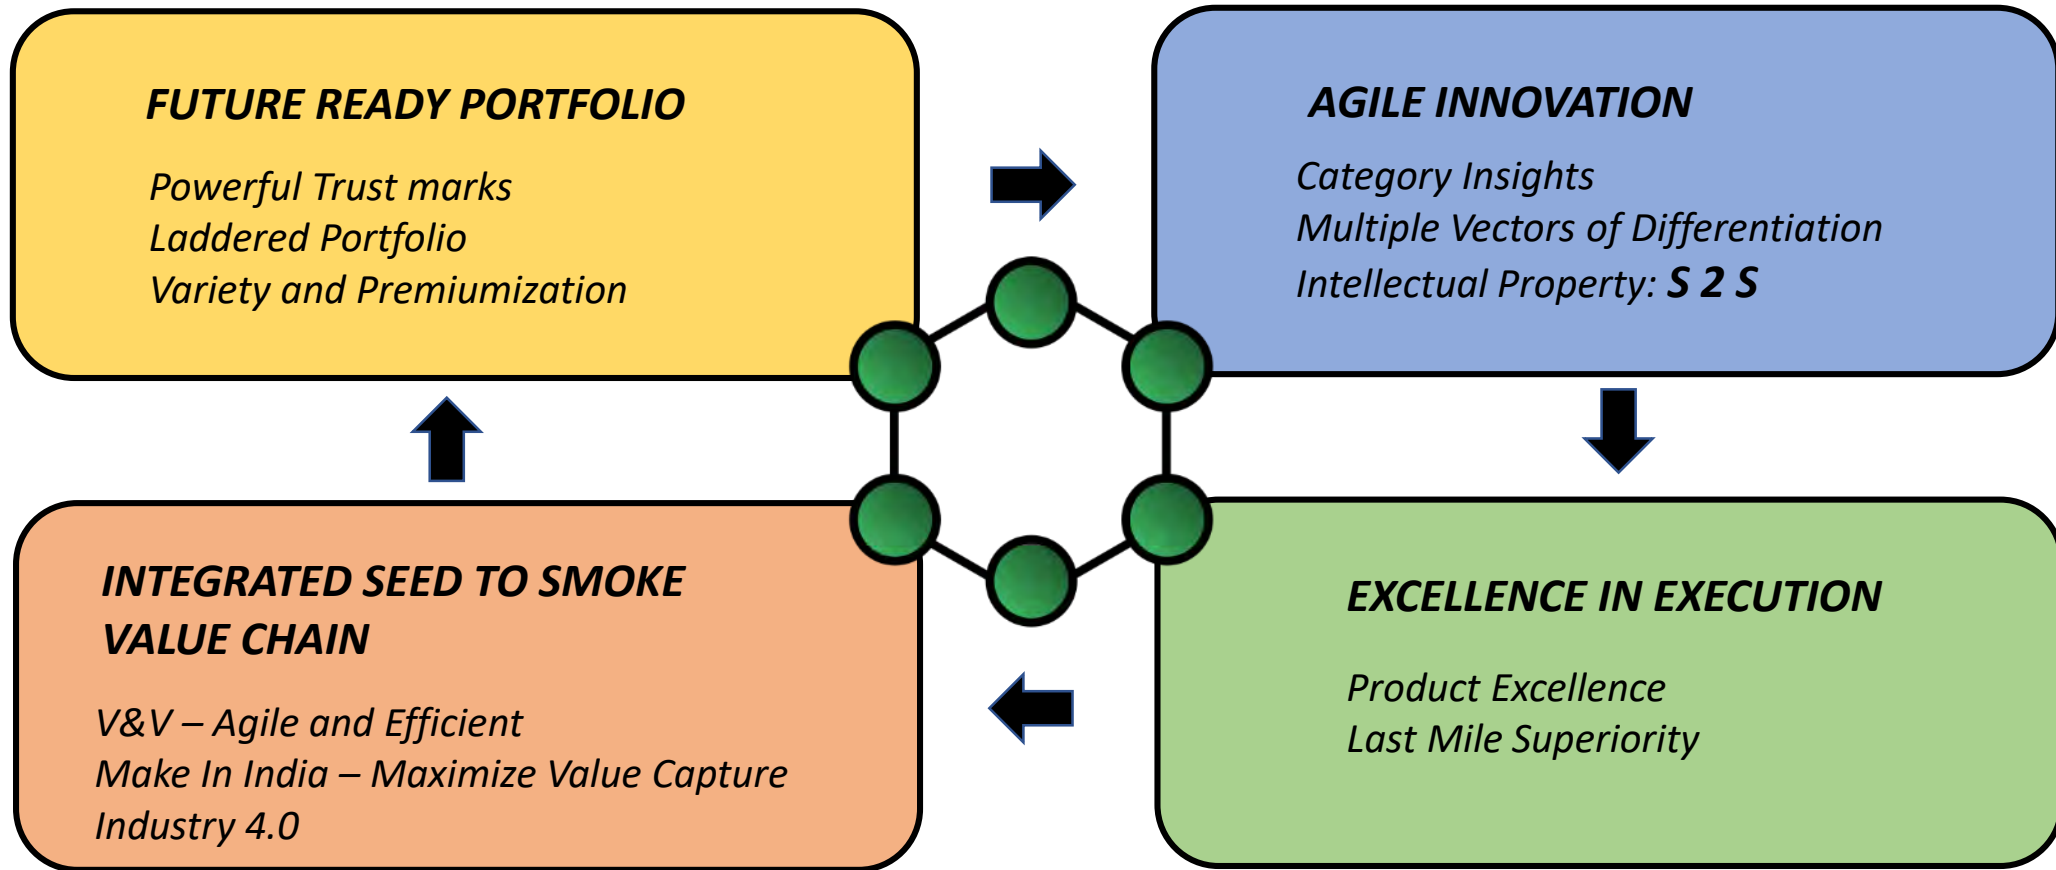 FUTURE READY PORTFOLIO
Powerful Trust marks
Laddered Portfolio
Variety and Premiumization
AGILE INNOVATION
Category Insights
Multiple Vectors of Differentiation
Intellectual Property: S 2 S
INTEGRATED SEED TO SMOKE
VALUE CHAIN
V&V – Agile and Efficient
Make In India – Maximize Value Capture
Industry 4.0
EXCELLENCE IN EXECUTION
Product Excellence
Last Mile Superiority